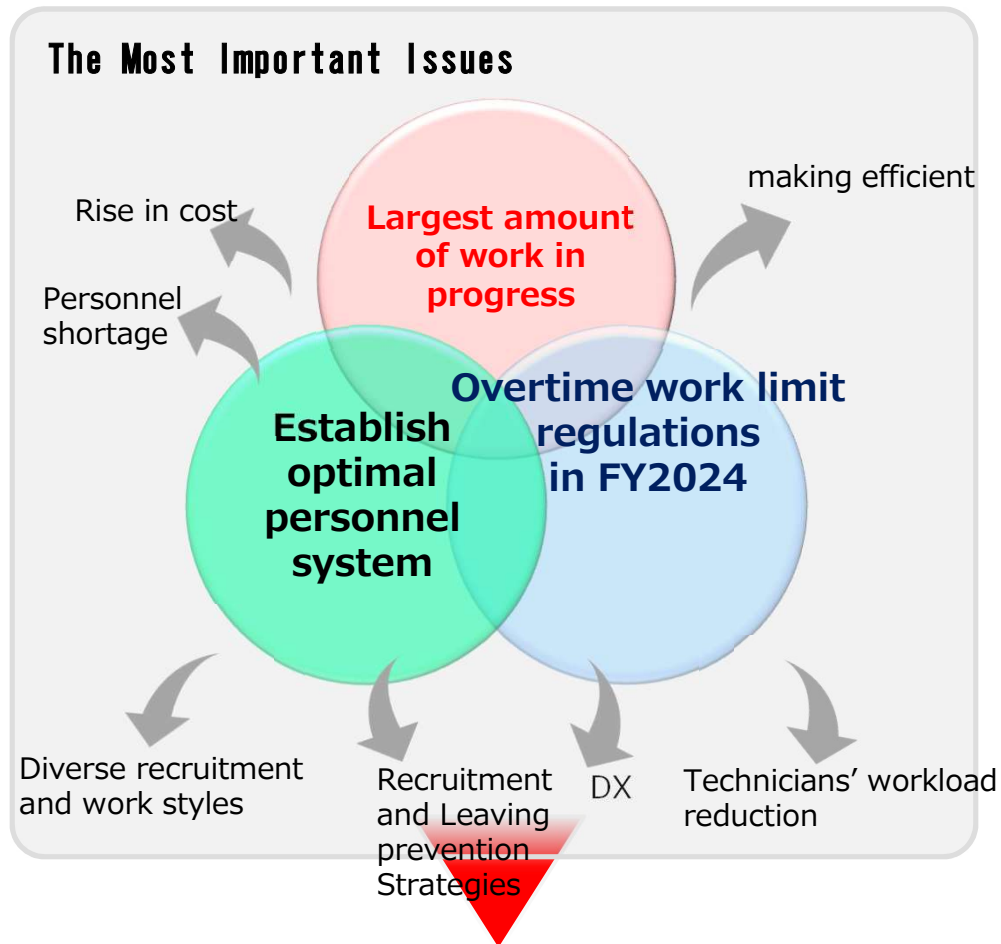 The Most Important Issues
making efficient
Rise in cost
Largest amount
of work in
progress
Personnel
shortage
Overtime work limit
regulations
in FY2024
Establish
optimal
personnel
system
Diverse recruitment
and work styles
Recruitment
and Leaving
prevention
Strategies
DX
Technicians’ workload
reduction